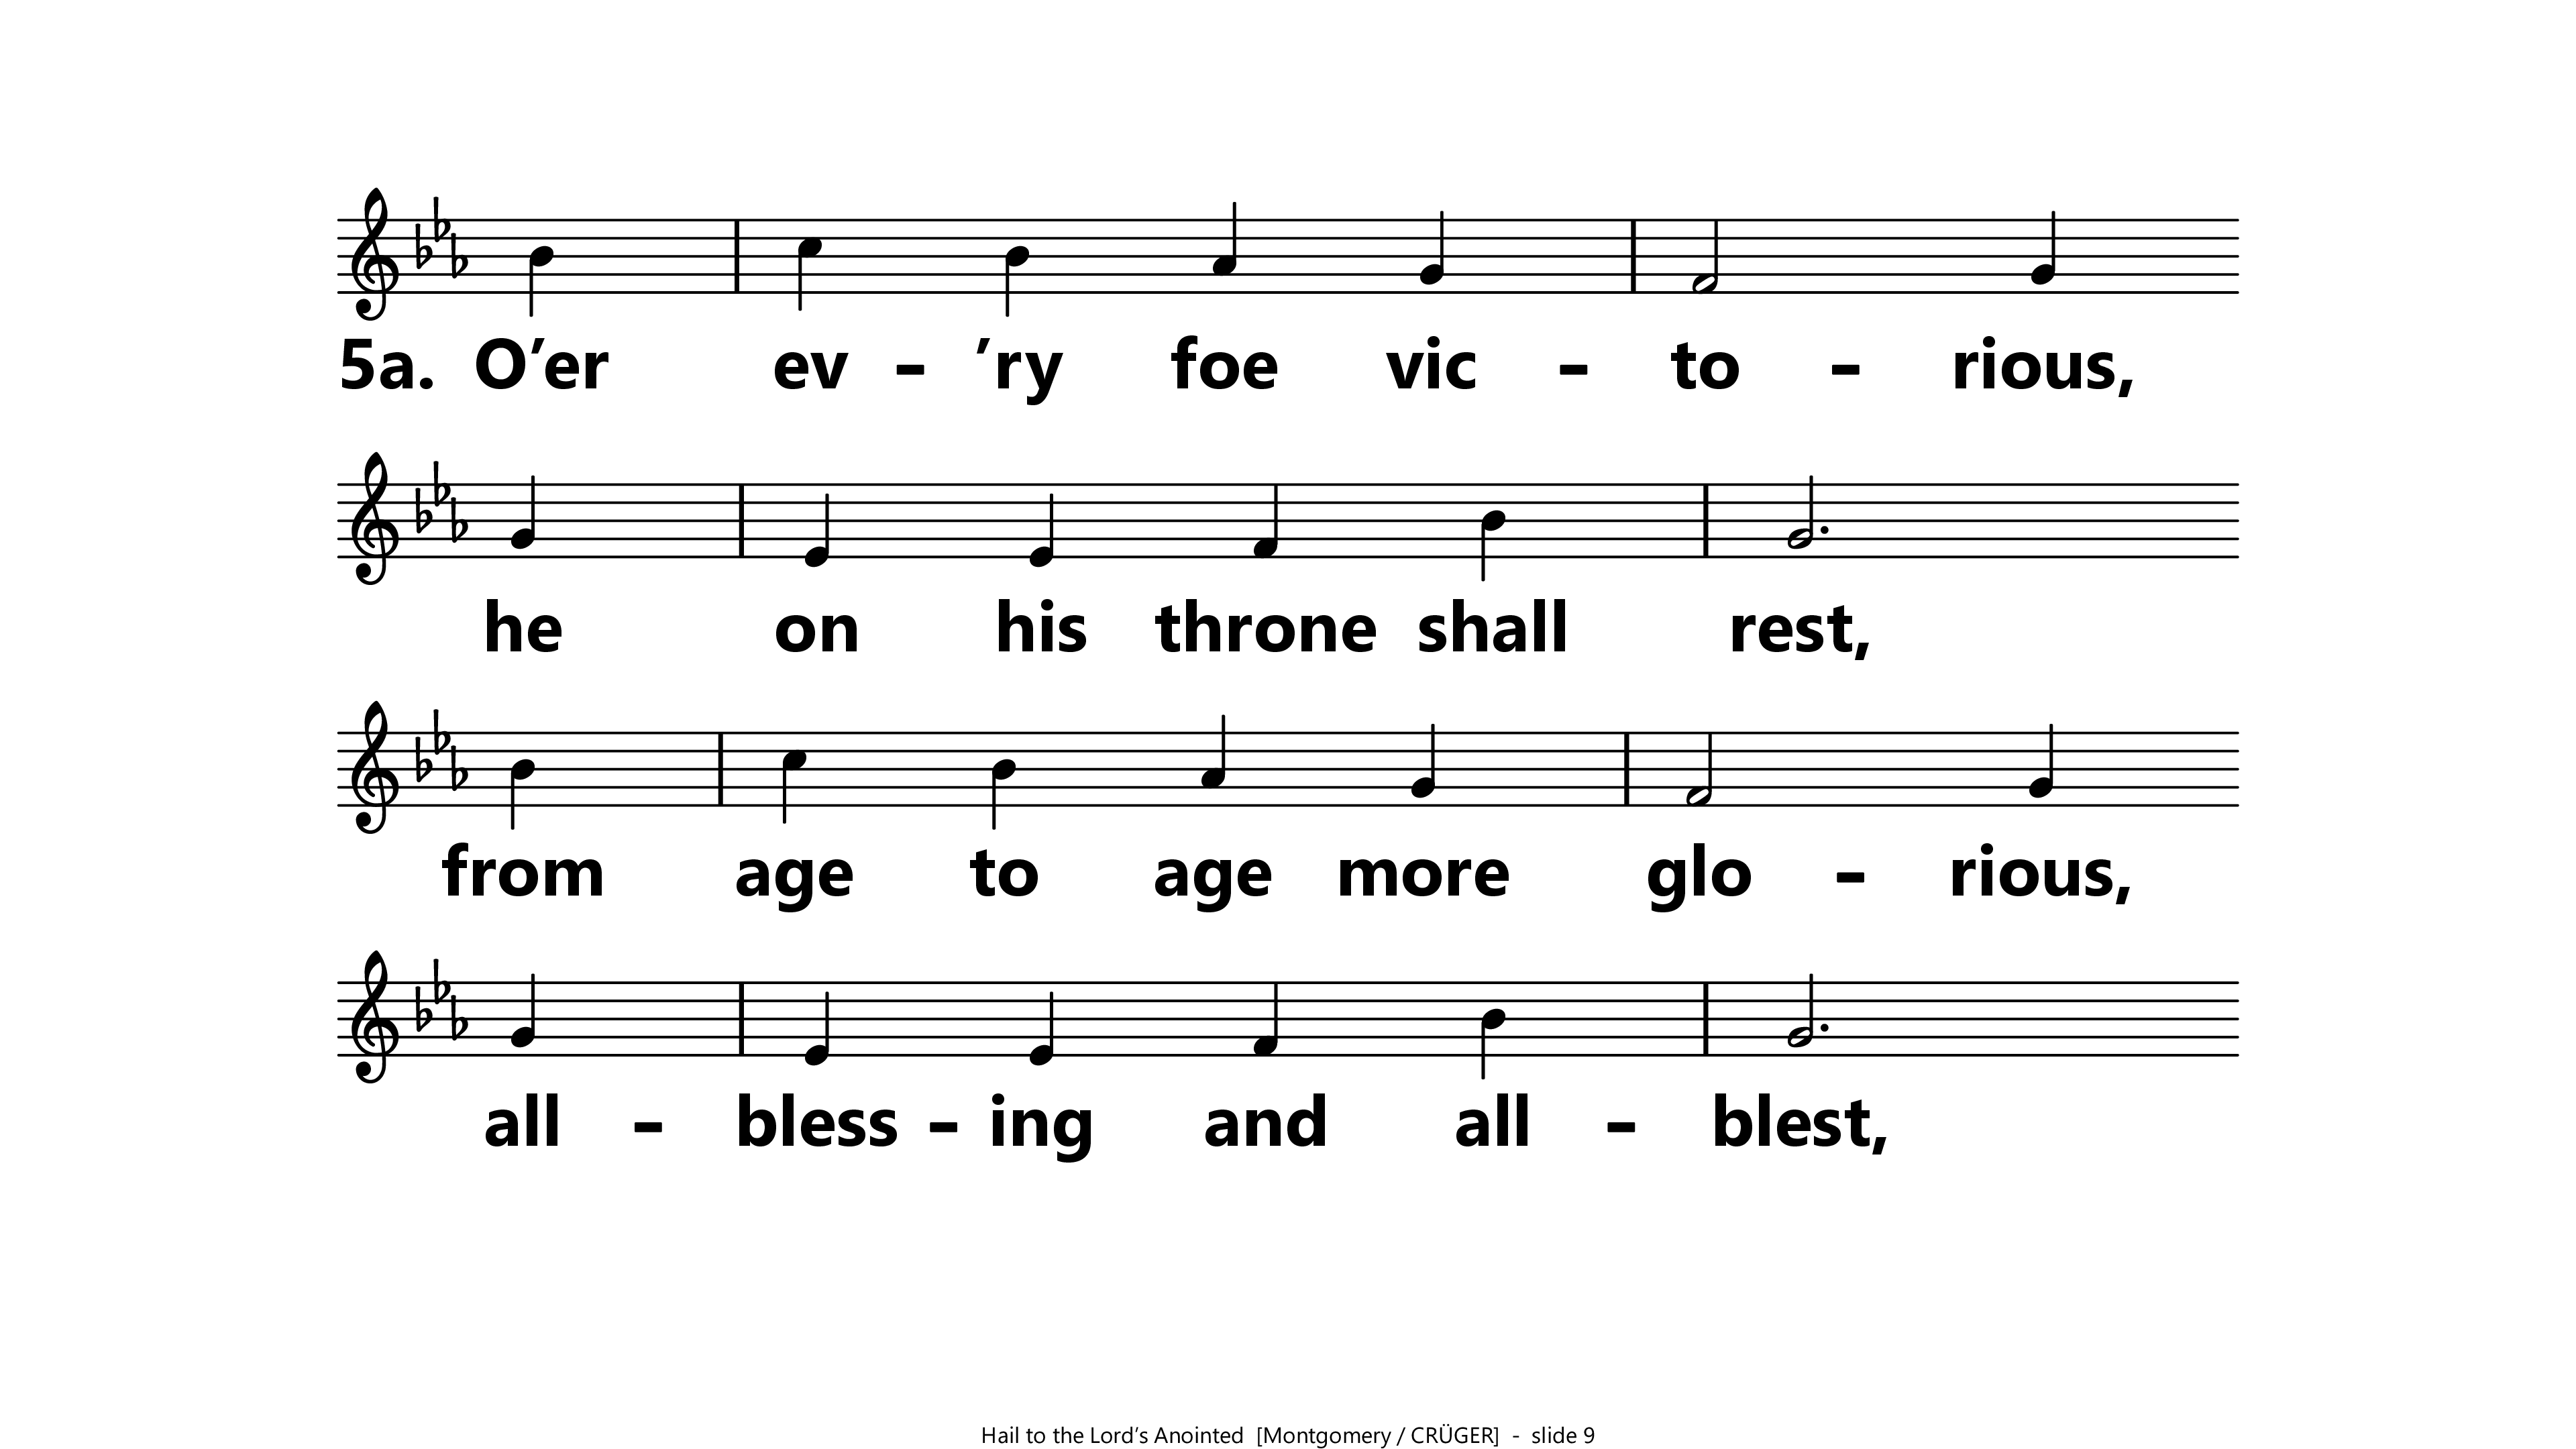 5a. O’er ev - ’ry foe vic - to - rious,
he on his throne shall rest,
from age to age more glo - rious,
all - bless - ing and all - blest,
Hail to the Lord’s Anointed [Montgomery / CRÜGER] - slide 9